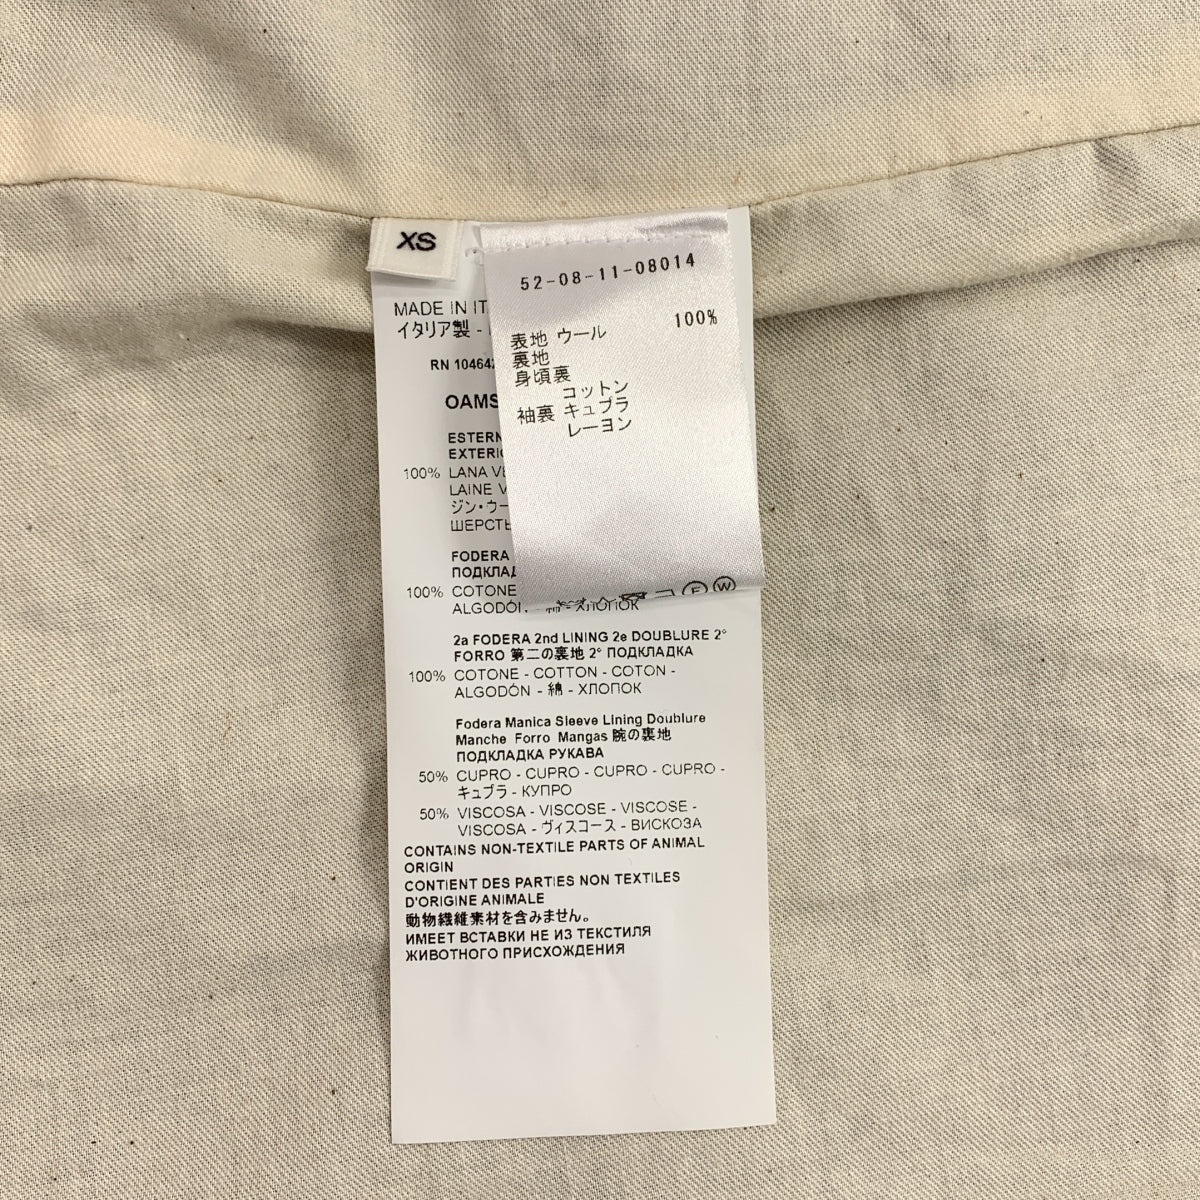 XS
52-08-11-08014
表地 ウール 100%
裏地
身頃裏
コットン
袖裏 キュプラ
レーヨン
MADE IN
イタリア製 -
RN
OAMS
100% LANA
LAINE
ジン・ウー
FODERA
100% COTONE
- 綿 - ХЛОПОК
F W
2a FODERA 2nd LINING 2e DOUBLURE 2°
FORRO 第二の裏地 2° ПОДКЛАДКА
100% COTONE - COTTON - COTON -
ALGODÓN - 綿 - ХЛОПОК
Fodera Manica Sleeve Lining Doublure
Manche Forro Mangas 腕の裏地
ПОДКЛАДКА РУКАВА
50% CUPRO - CUPRO - CUPRO - CUPRO -
キュプラ - КУПРО
50% VISCOSA - VISCOSE - VISCOSE -
VISCOSA - ヴィスコース - ВИСКОЗА
CONTAINS NON-TEXTILE PARTS OF ANIMAL
ORIGIN
CONTIENT DES PARTIES NON TEXTILES
D'ORIGINE ANIMALE
動物繊維素材を含みません。
ИМЕЕТ ВСТАВКИ НЕ ИЗ ТЕКСТИЛЯ
ЖИВОТНОГО ПРИСХОЖДЕНИЯ